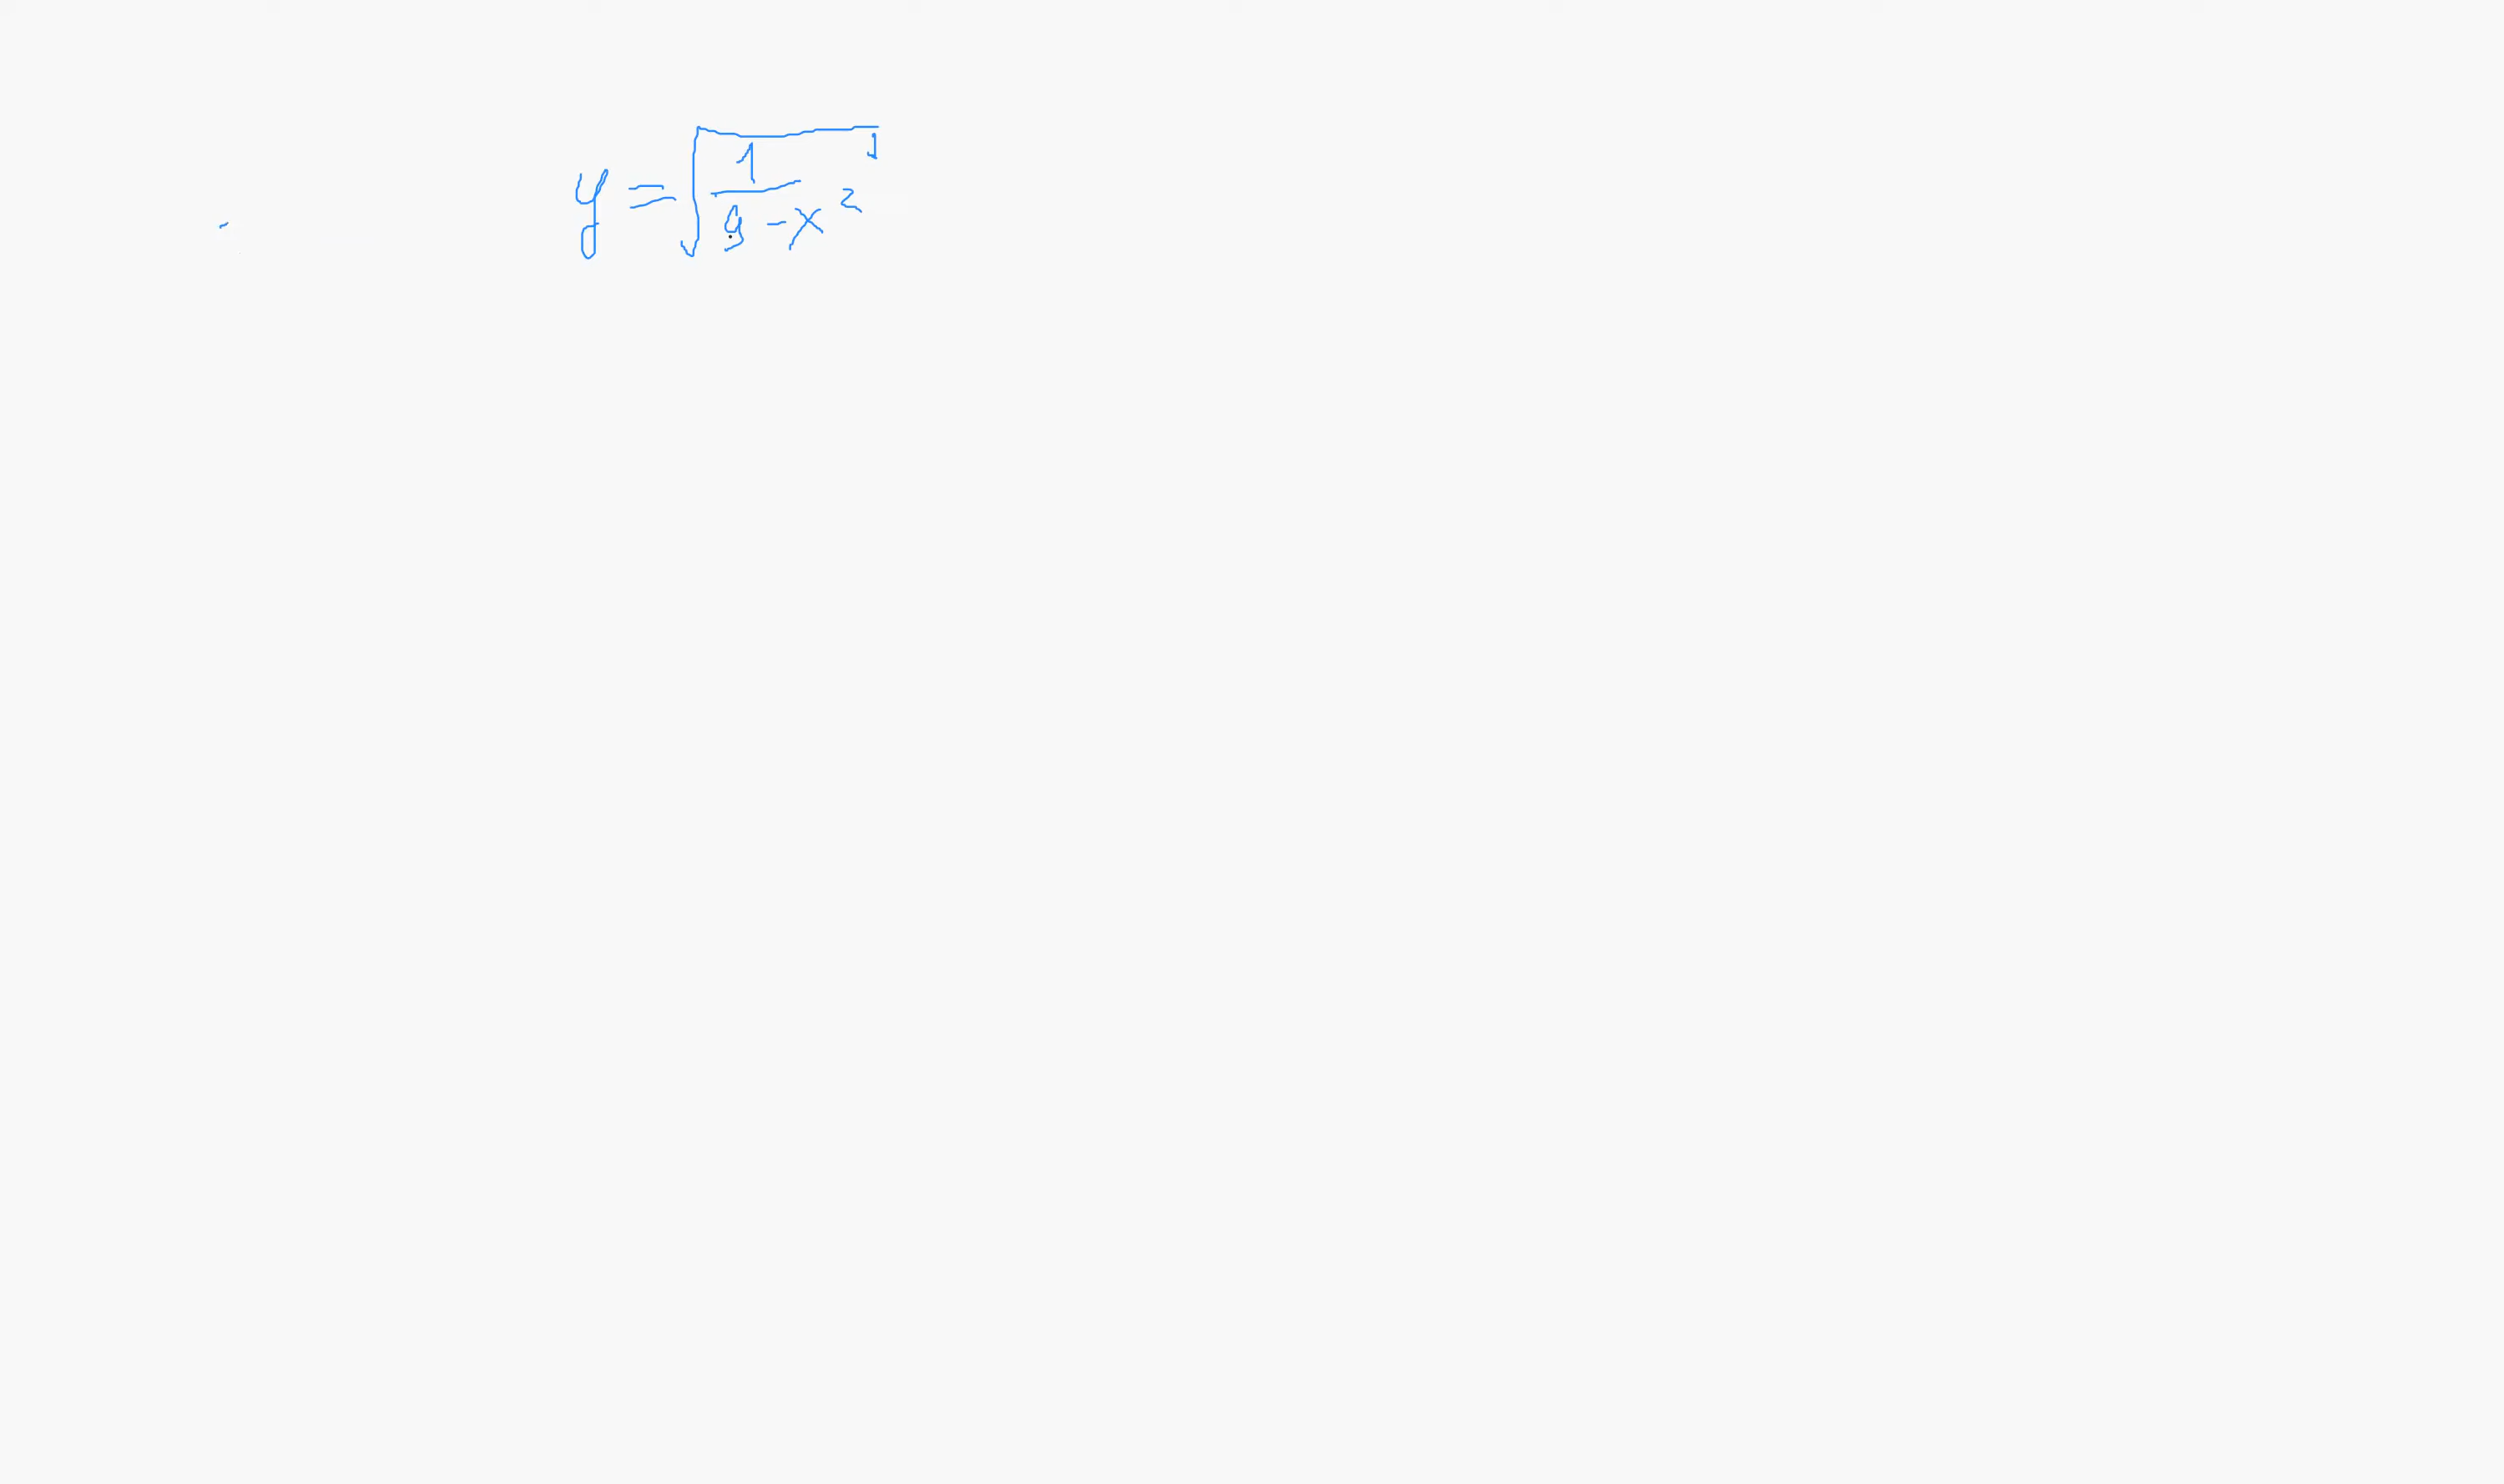 y = √(1/(9 - x²))